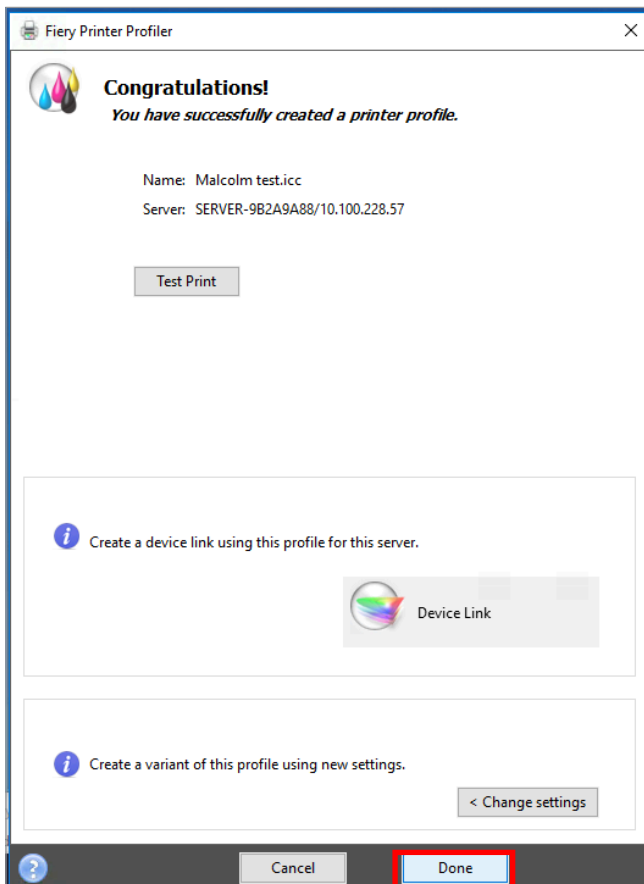 Fiery Printer Profiler
Congratulations!
You have successfully created a printer profile.
Name: Malcolm test.icc
Server: SERVER-9B2A9A88/10.100.228.57
Test Print
Create a device link using this profile for this server.
Device Link
Create a variant of this profile using new settings.
< Change settings
Cancel
Done